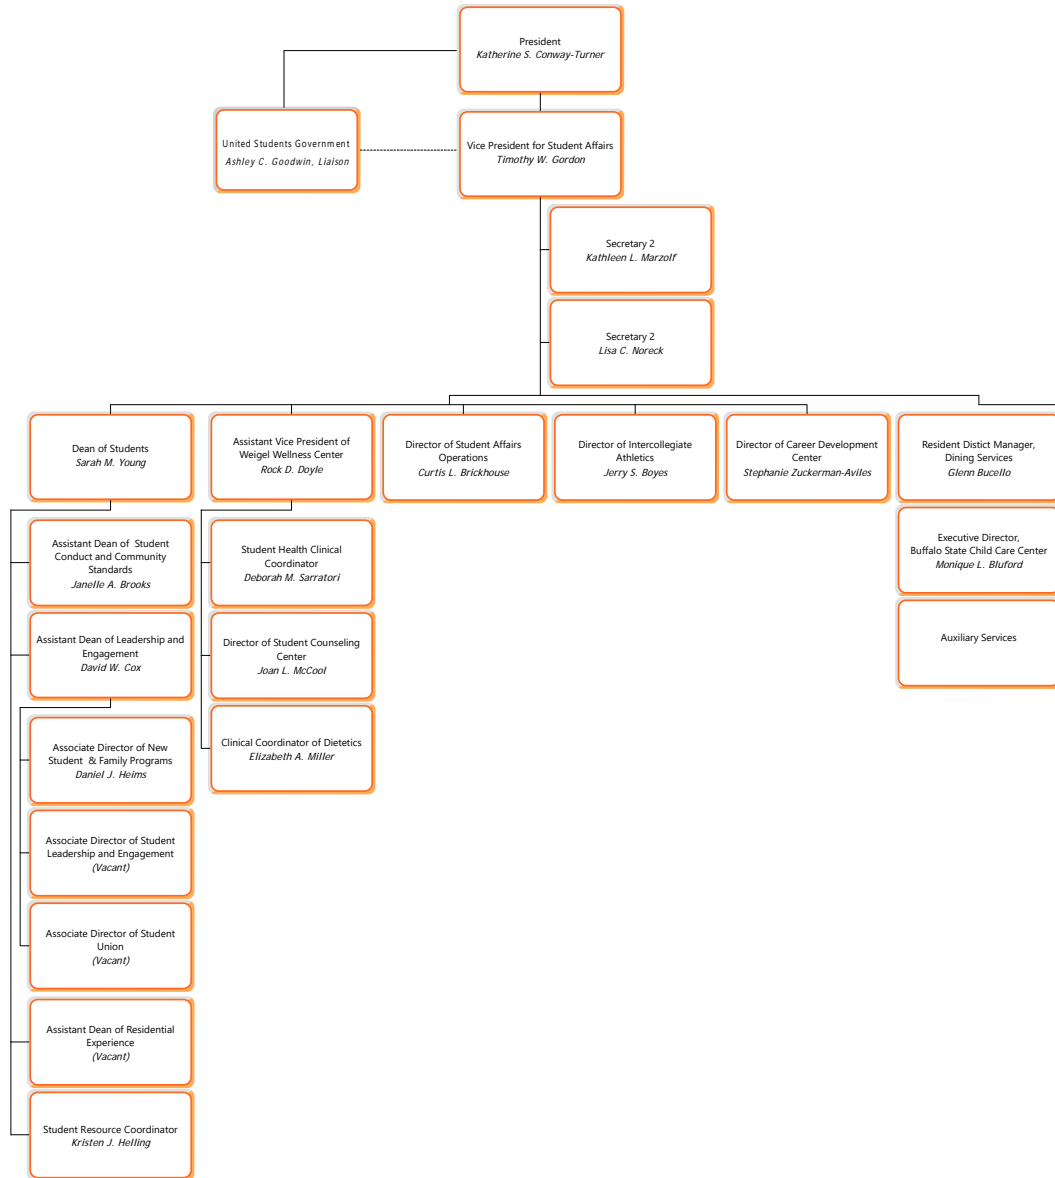 President
Katherine S. Conway-Turner
United Students Government
Ashley C. Goodwin, Liaison
Vice President for Student Affairs
Timothy W. Gordon
Secretary 2
Kathleen L. Marzolf
Secretary 2
Lisa C. Noreck
Dean of Students
Sarah M. Young
Assistant Vice President of
Weigel Wellness Center
Rock D. Doyle
Director of Student Affairs
Operations
Curtis L. Brickhouse
Director of Intercollegiate
Athletics
Jerry S. Boyes
Director of Career Development
Center
Stephanie Zuckerman-Aviles
Resident Distict Manager,
Dining Services
Glenn Bucello
Assistant Dean of Student
Conduct and Community
Standards
Janelle A. Brooks
Student Health Clinical
Coordinator
Deborah M. Sarratori
Executive Director,
Buffalo State Child Care Center
Monique L. Bluford
Assistant Dean of Leadership and
Engagement
David W. Cox
Director of Student Counseling
Center
Joan L. McCool
Auxiliary Services
Associate Director of New
Student & Family Programs
Daniel J. Heims
Clinical Coordinator of Dietetics
Elizabeth A. Miller
Associate Director of Student
Leadership and Engagement
(Vacant)
Associate Director of Student
Union
(Vacant)
Assistant Dean of Residential
Experience
(Vacant)
Student Resource Coordinator
Kristen J. Helling